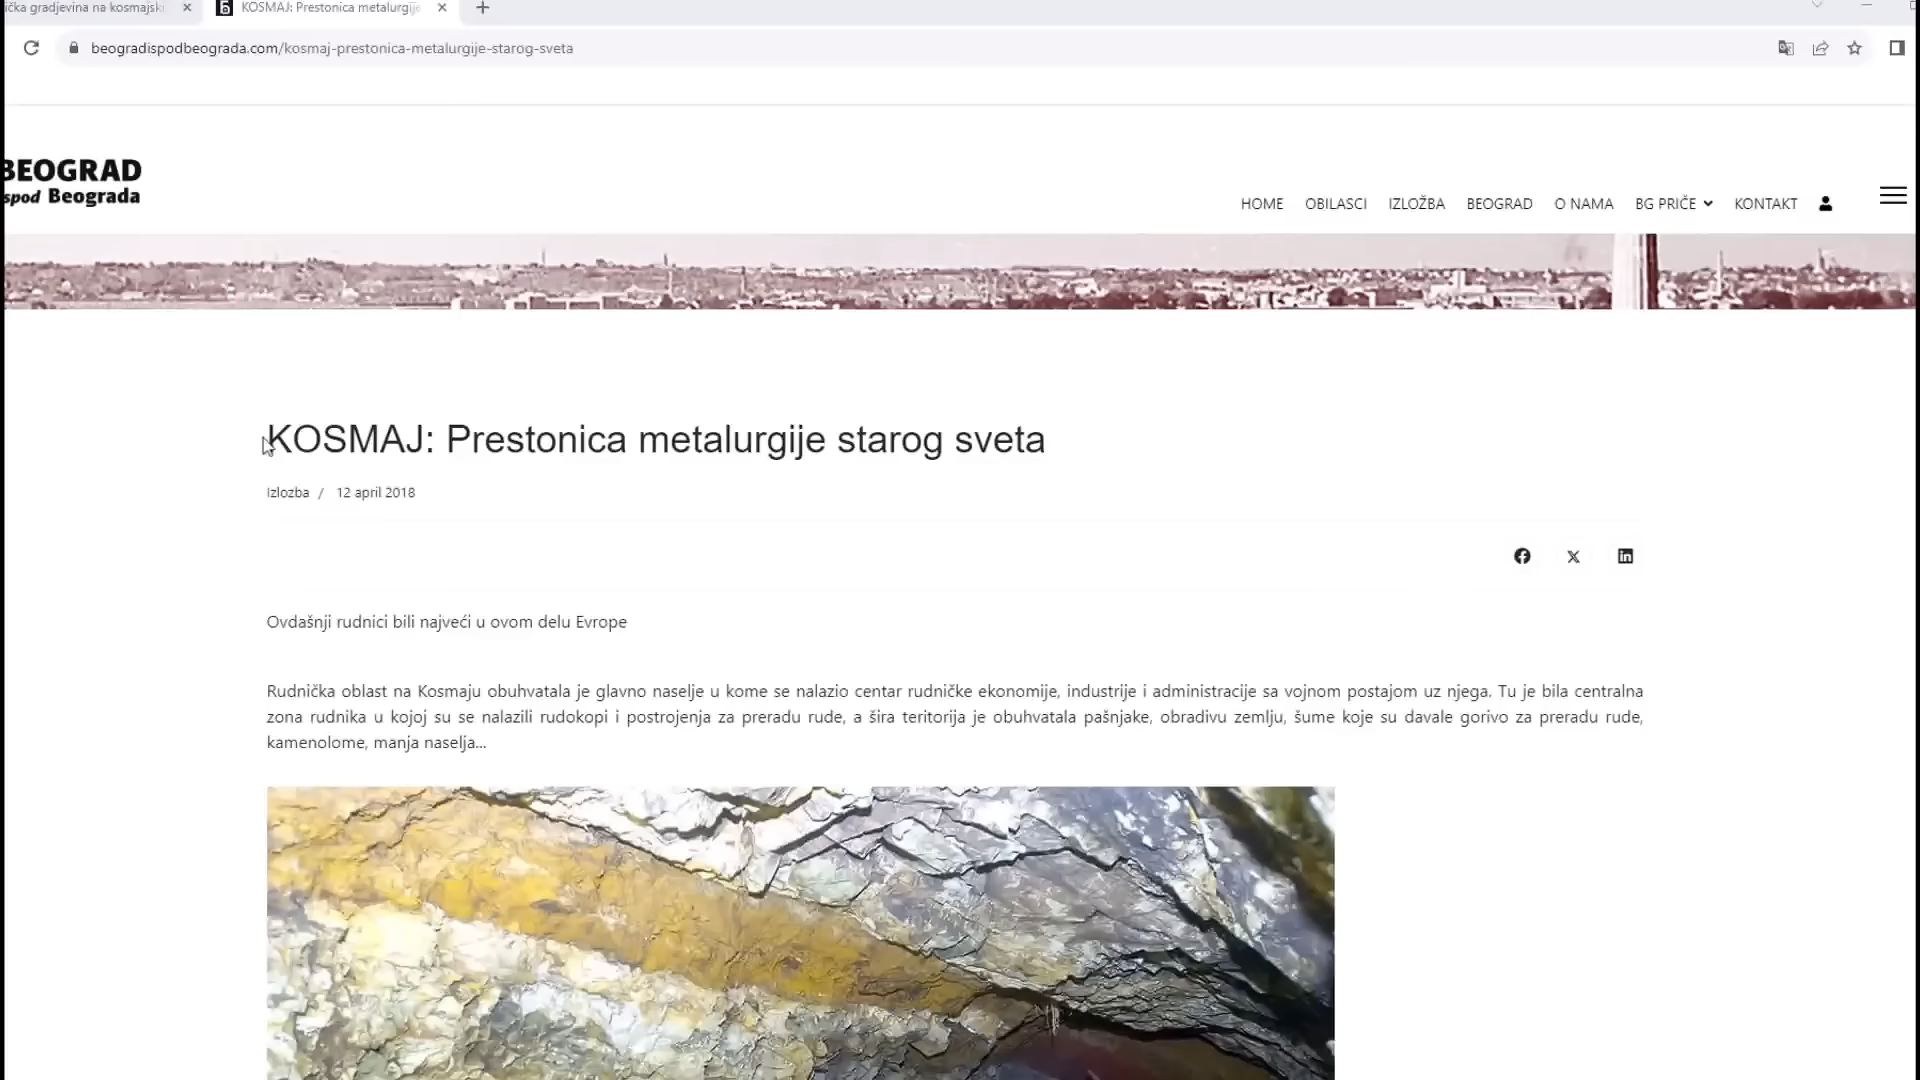 ička gradjevina na kosmajski
KOSMAJ: Prestonica metalurgije
beogradispodbeograda.com/kosmaj-prestonica-metalurgije-starog-sveta
BEOGRAD
spod Beograda
HOME OBILASCI IZLOŽBA BEOGRAD O NAMA BG PRIČE KONTAKT
KOSMAJ: Prestonica metalurgije starog sveta
Izlozba / 12 april 2018
Ovdašnji rudnici bili najveći u ovom delu Evrope
Rudnička oblast na Kosmaju obuhvatala je glavno naselje u kome se nalazio centar rudničke ekonomije, industrije i administracije sa vojnom postajom uz njega. Tu je bila centralna
zona rudnika u kojoj su se nalazili rudokopi i postrojenja za preradu rude, a šira teritorija je obuhvatala pašnjake, obradivu zemlju, šume koje su davale gorivo za preradu rude,
kamenolome, manja naselja...